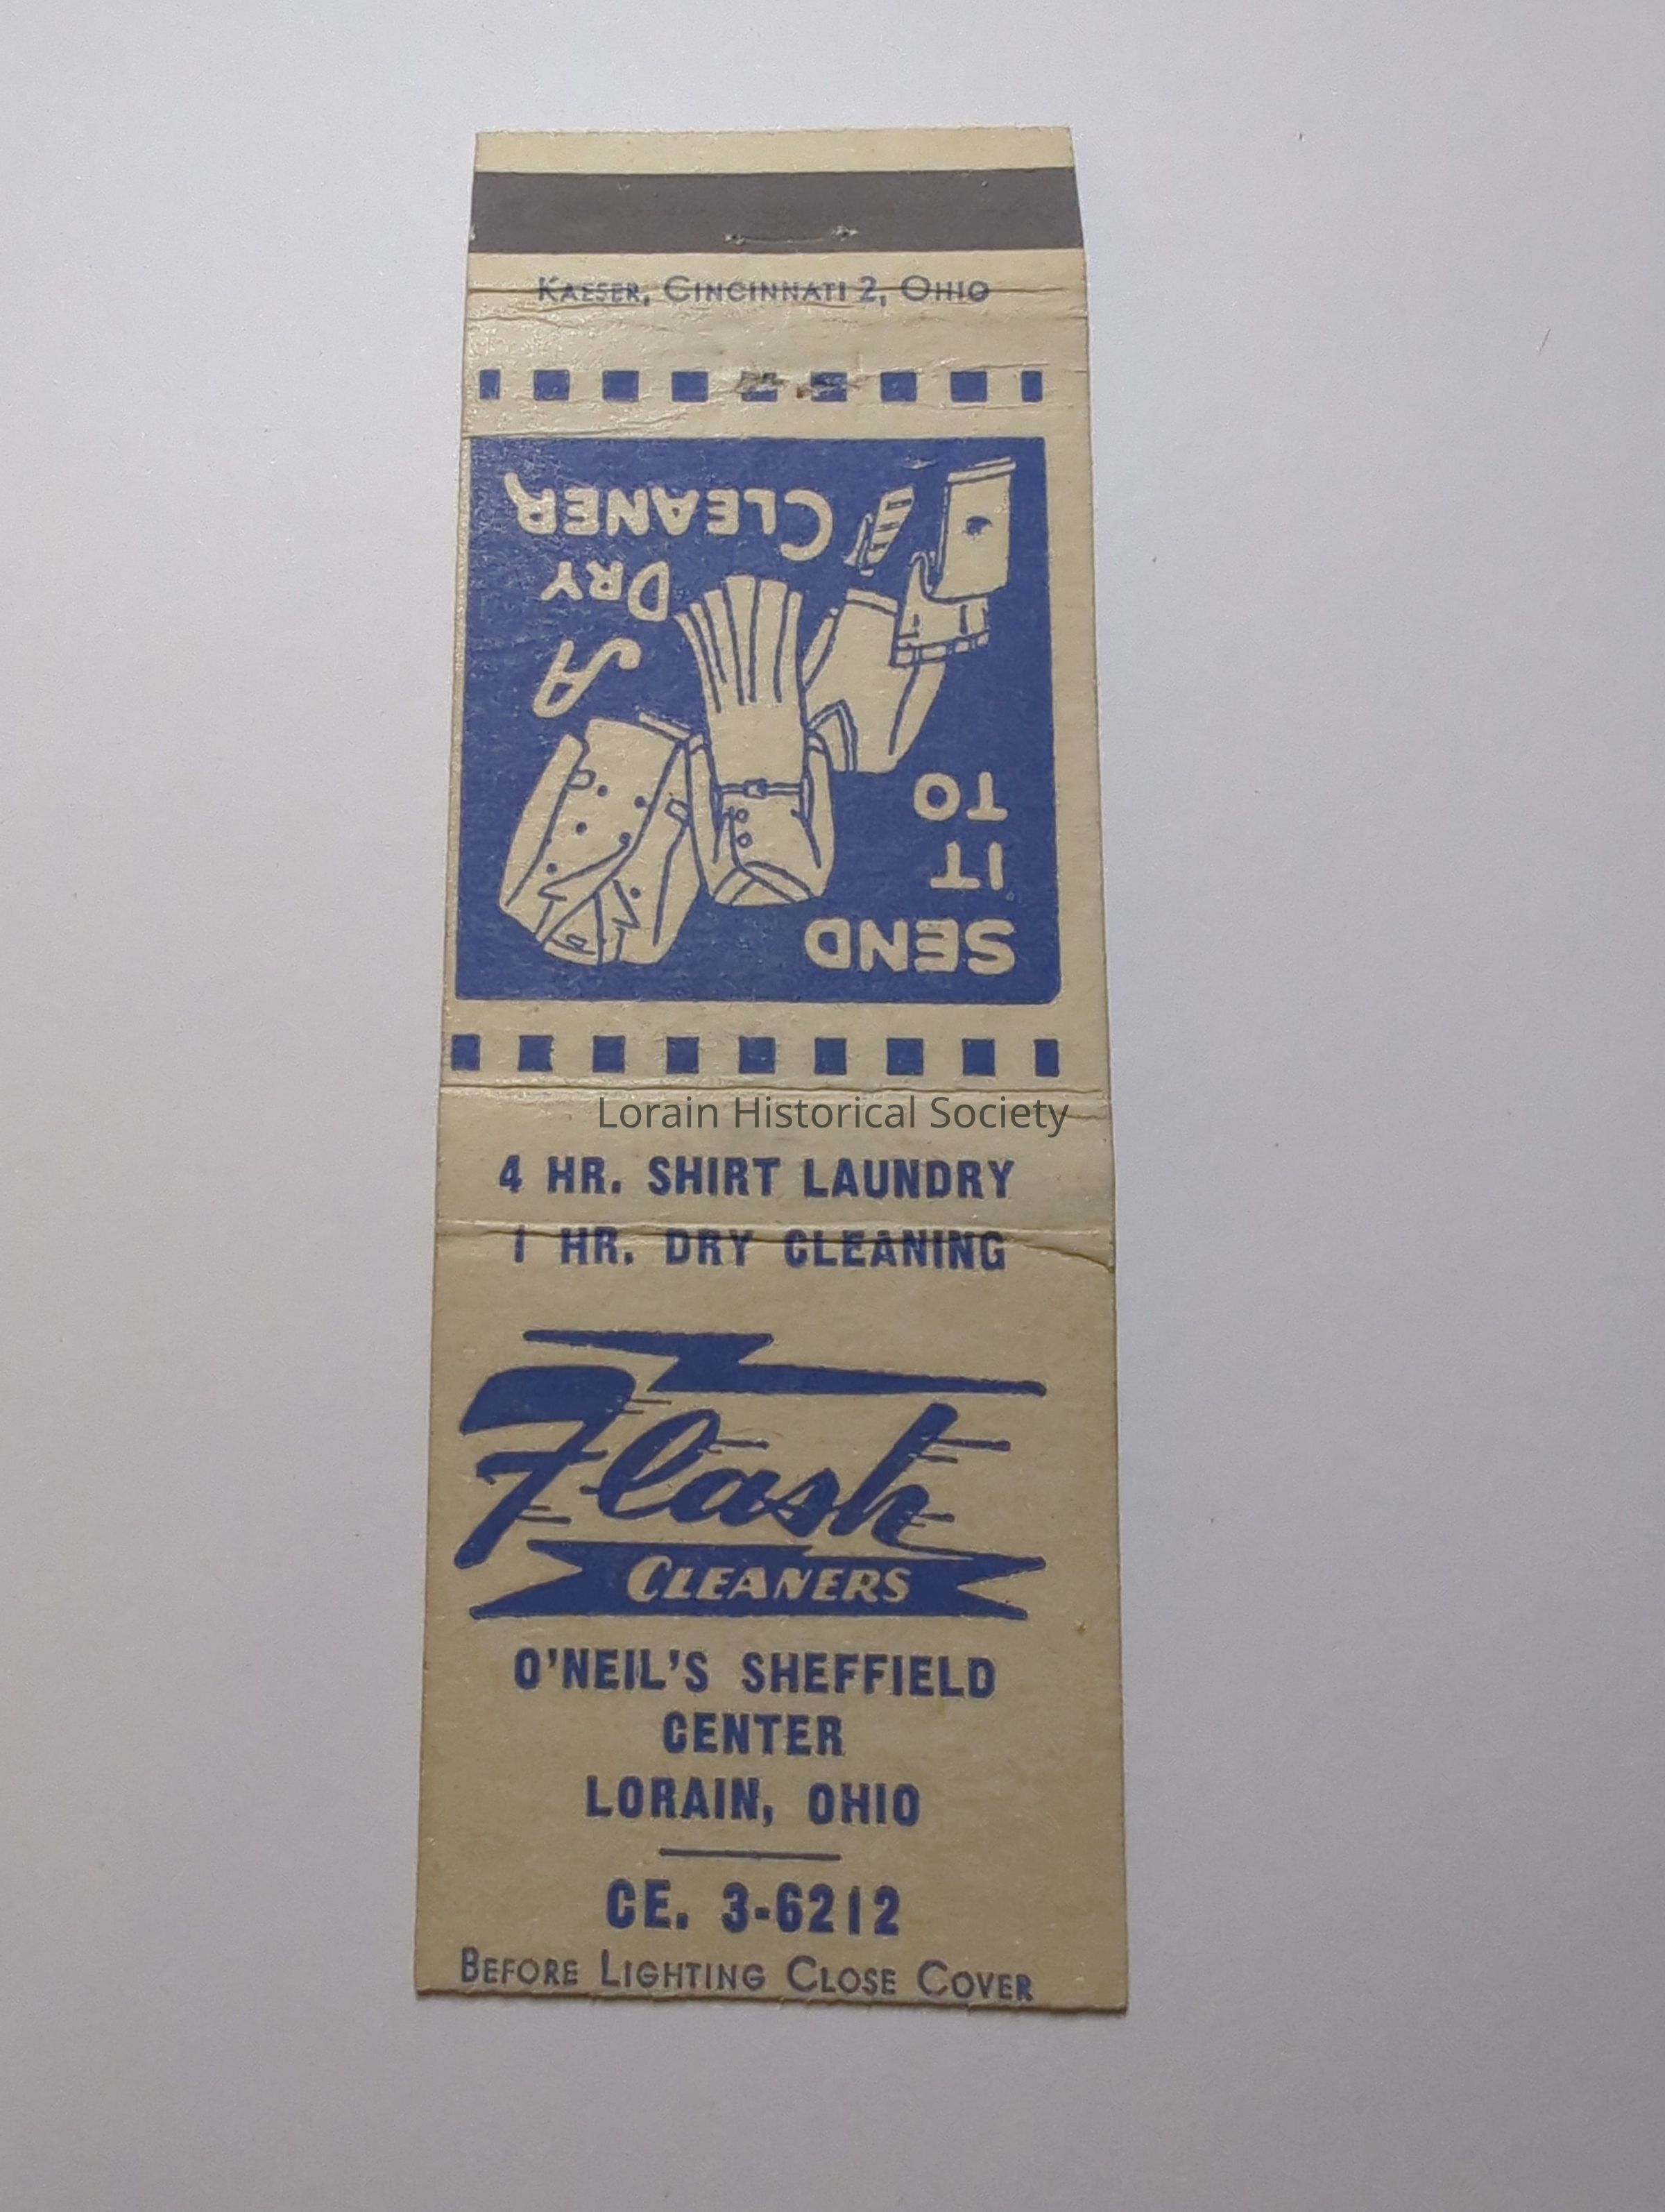 KAESER, CINCINNATI 2, OHIO
SEND
IT
TO
A
DRY
CLEANER
Lorain Historical Society
4 HR. SHIRT LAUNDRY
1 HR. DRY CLEANING
Flash
CLEANERS
O'NEIL'S SHEFFIELD
CENTER
LORAIN, OHIO
CE. 3-6212
BEFORE LIGHTING CLOSE COVER